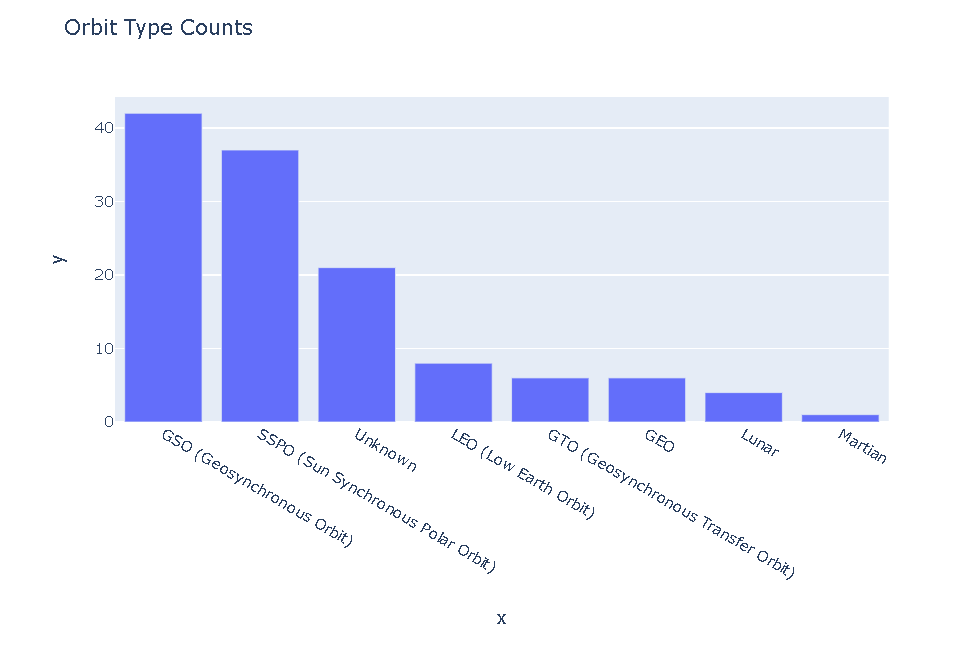 Orbit Type Counts
y
40
30
20
10
0
GSO (Geosynchronous Orbit)
SSPO (Sun Synchronous Polar Orbit)
Unknown
LEO (Low Earth Orbit)
GTO (Geosynchronous Transfer Orbit)
GEO
Lunar
Martian
x